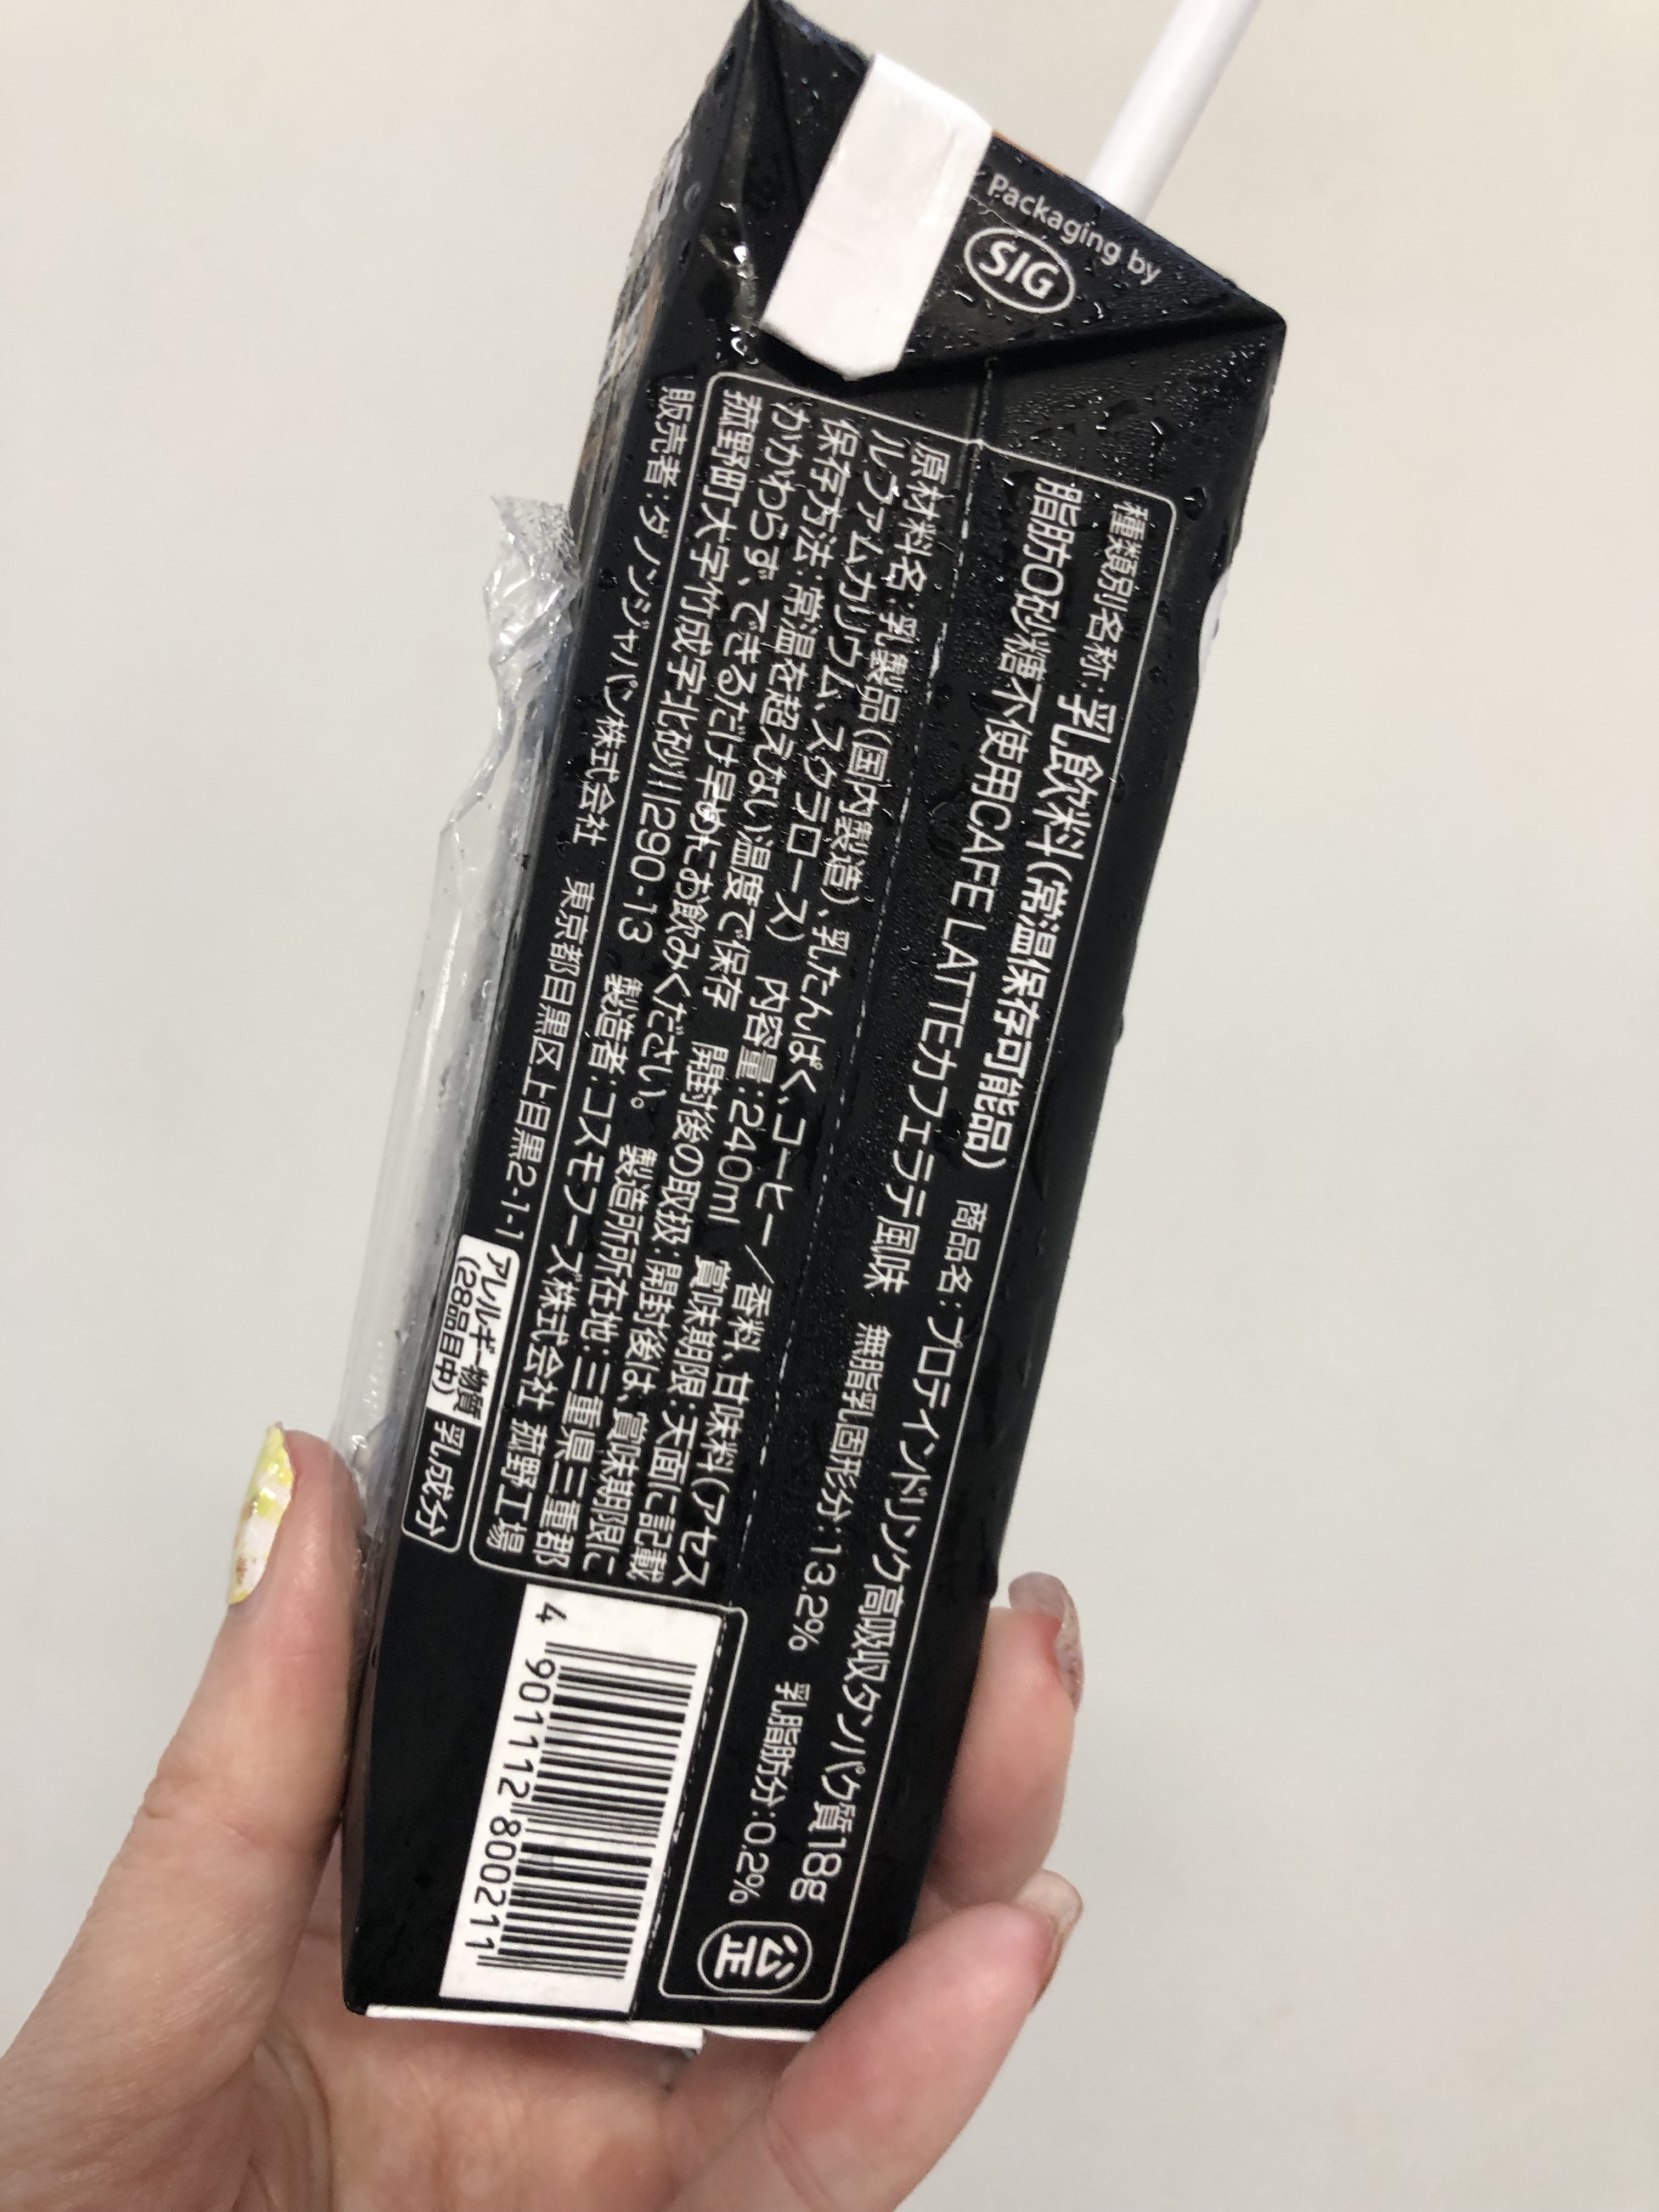 Packaging by
SIG
種類別名称:乳飲料(常温保存可能品) 商品名:プロテインドリンク高吸収タンパク質18g
脂肪0砂糖不使用CAFE LATTEカフェラテ風味 無脂乳固形分:13.2% 乳脂肪分:0.2%
公正
原材料名:乳製品(国内製造)、乳たんぱく、コーヒー/香料、甘味料(アセス
ルファムカリウム、スクラロース) 内容量:240ml 賞味期限:天面に記載
保存方法:常温を超えない温度で保存 開封後の取扱:開封後は、賞味期限に
かかわらず、できるだけ早めにお飲みください。 製造所所在地:三重県三重郡
菰野町大字竹成字北砂川290-13 製造者:コスモフーズ株式会社 菰野工場
販売者:ダノンジャパン株式会社 東京都目黒区上目黒2-1-1
アレルギー物質
(28品目中)
乳成分
4 901112 800211